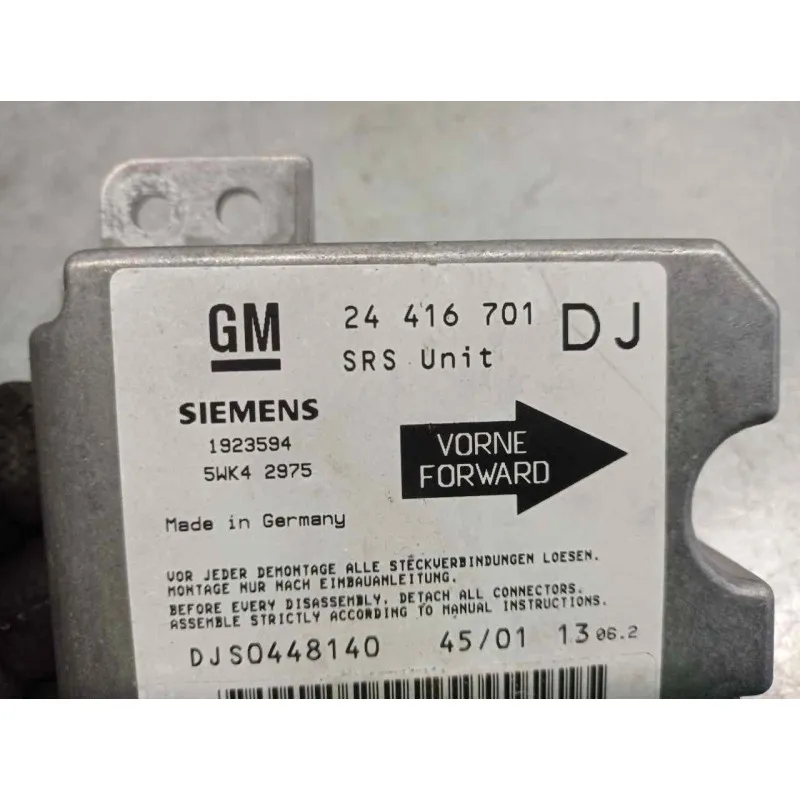 GM
24 416 701 DJ
SRS Unit
SIEMENS
1923594
5WK4 2975
VORNE
FORWARD
Made in Germany
VOR JEDER DEMONTAGE ALLE STECKVERBINDUNGEN LOESEN.
MONTAGE NUR NACH EINBAUANLEITUNG.
BEFORE EVERY DISASSEMBLY, DETACH ALL CONNECTORS.
ASSEMBLE STRICTLY ACCORDING TO MANUAL INSTRUCTIONS.
DJS0448140 45/01 13 06.2